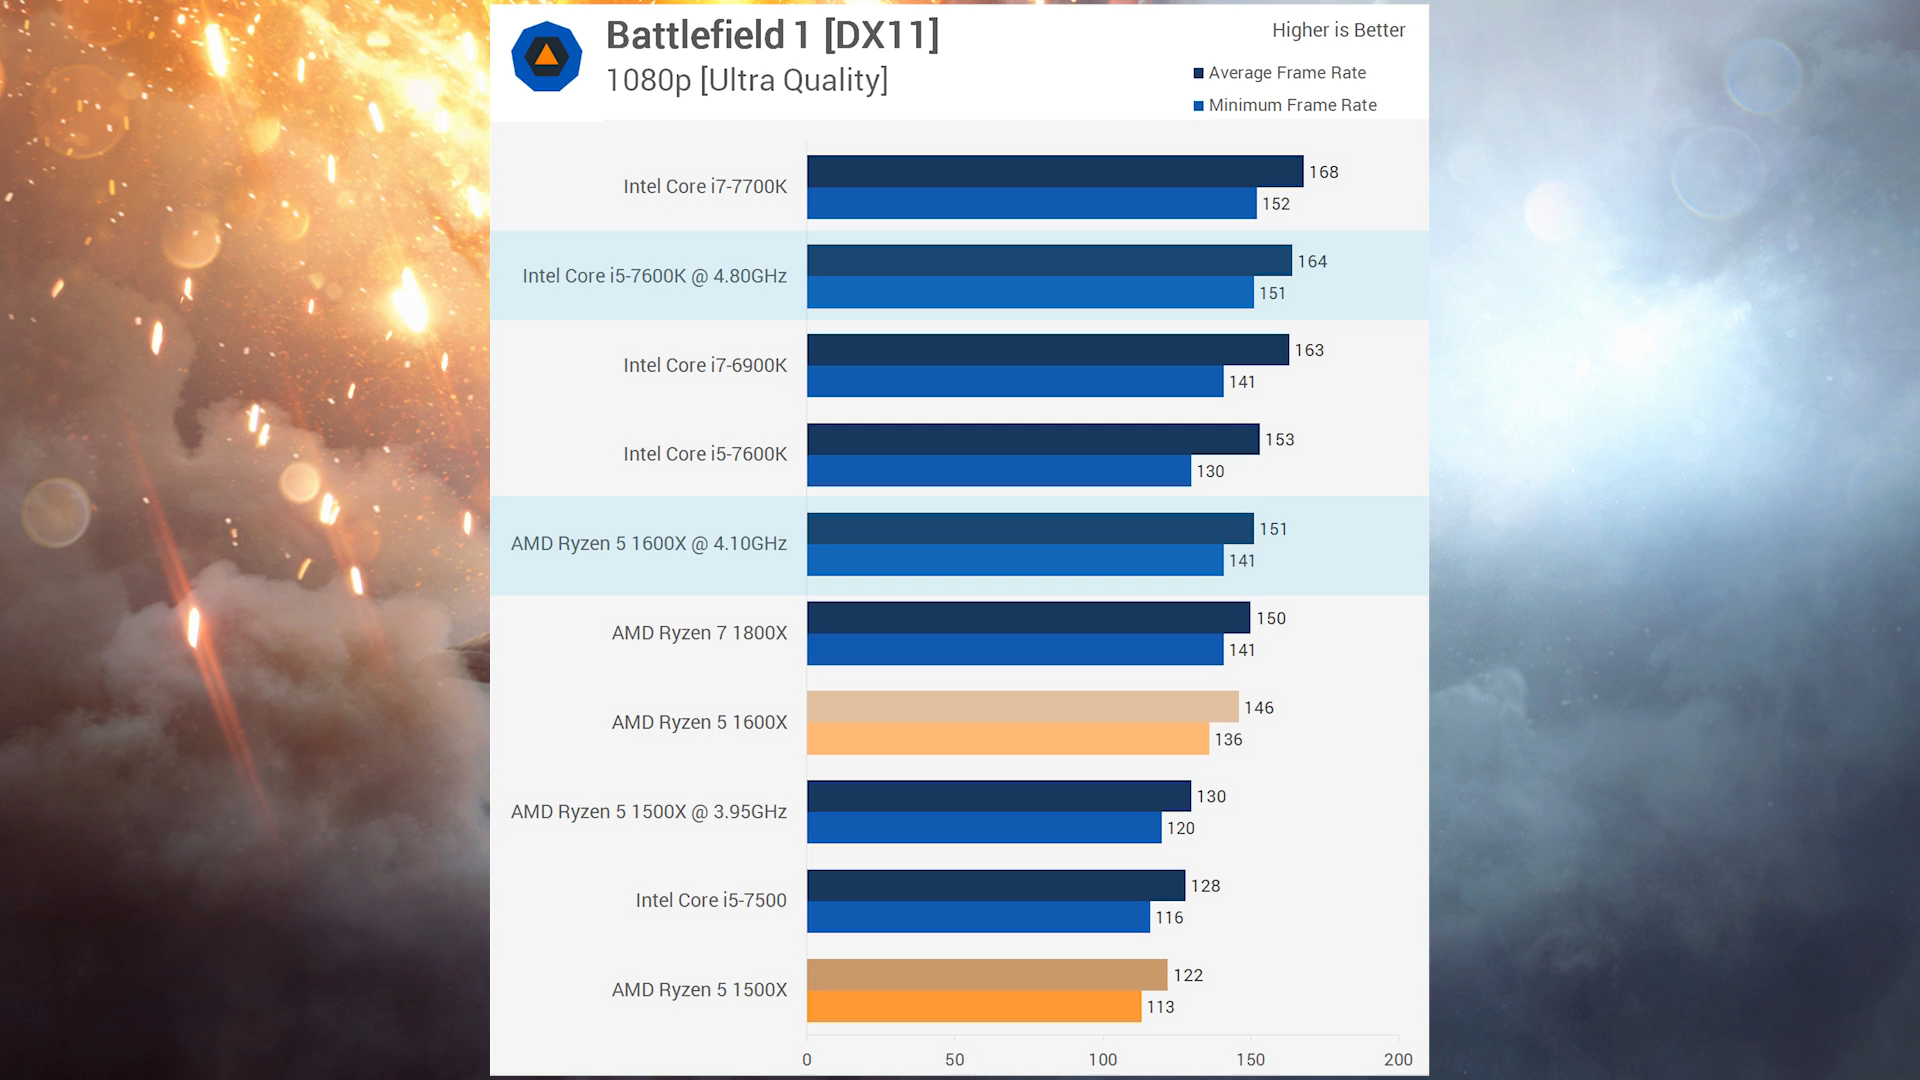 Battlefield 1 [DX11]
1080p [Ultra Quality]
Higher is Better
Average Frame Rate
Minimum Frame Rate
Intel Core i7-7700K
168
152
Intel Core i5-7600K @ 4.80GHz
164
151
Intel Core i7-6900K
163
141
Intel Core i5-7600K
153
130
AMD Ryzen 5 1600X @ 4.10GHz
151
141
AMD Ryzen 7 1800X
150
141
AMD Ryzen 5 1600X
146
136
AMD Ryzen 5 1500X @ 3.95GHz
130
120
Intel Core i5-7500
128
116
AMD Ryzen 5 1500X
122
113
0 50 100 150 200